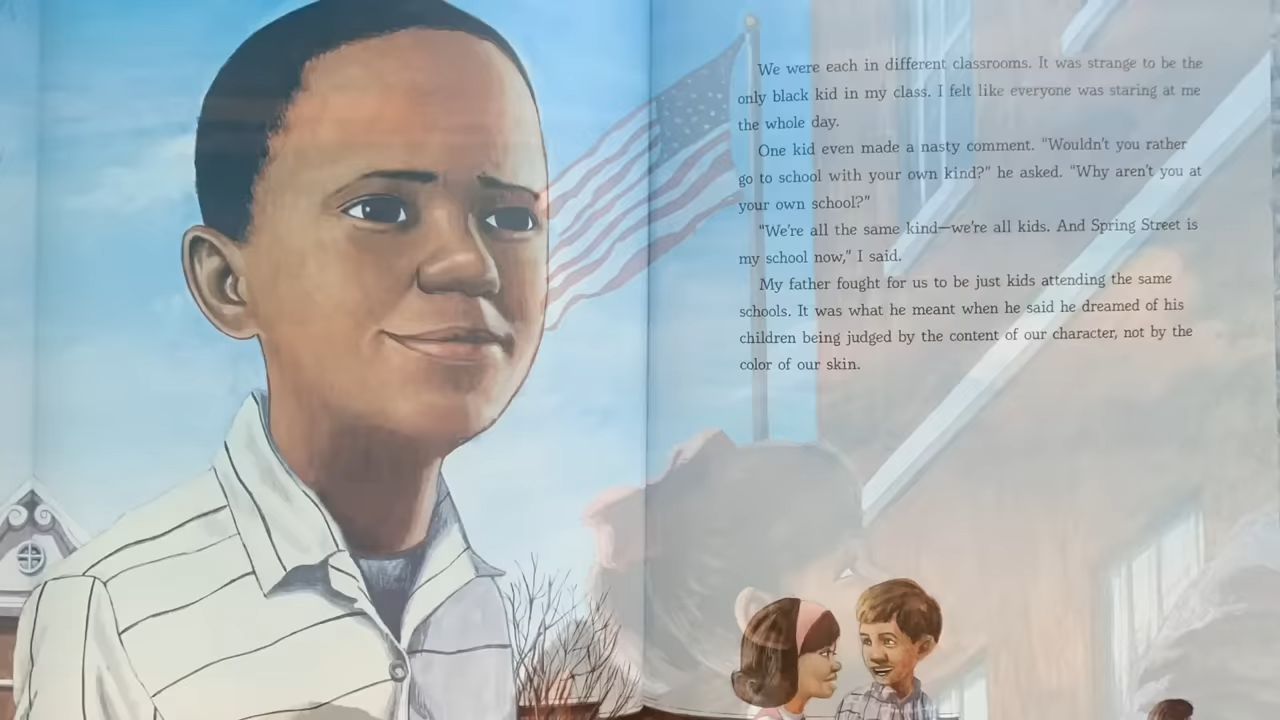 We were each in different classrooms. It was strange to be the
only black kid in my class. I felt like everyone was staring at me
the whole day.
One kid even made a nasty comment. "Wouldn't you rather
go to school with your own kind?" he asked. "Why aren't you at
your own school?"
"We're all the same kind—we're all kids. And Spring Street is
my school now," I said.
My father fought for us to be just kids attending the same
schools. It was what he meant when he said he dreamed of his
children being judged by the content of our character, not by the
color of our skin.